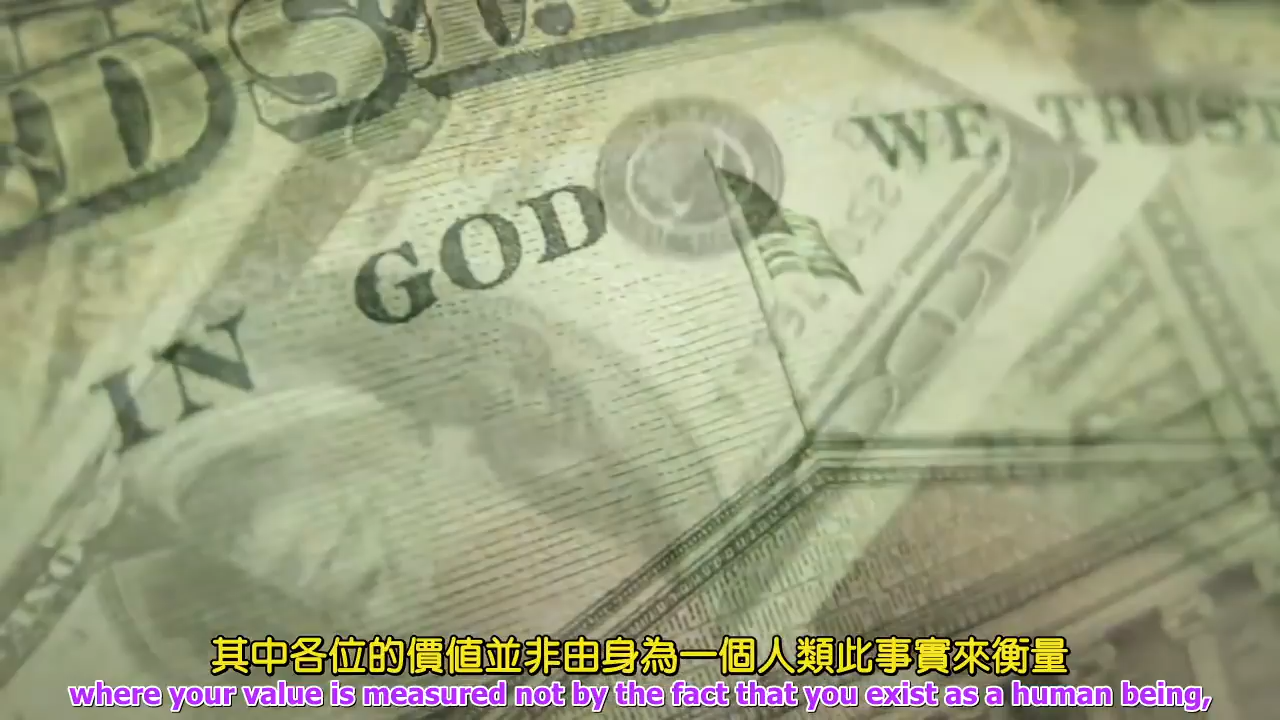 IN GOD WE TRUST
其中各位的價值並非由身為一個人類此事實來衡量
where your value is measured not by the fact that you exist as a human being,